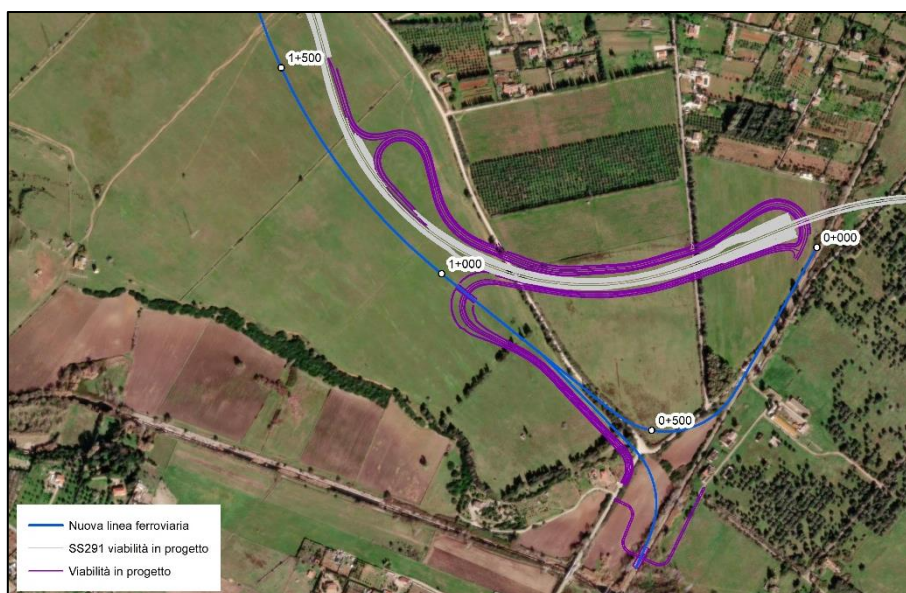 1+500
0+000
1+000
0+500
Nuova linea ferroviaria
SS291 viabilità in progetto
Viabilità in progetto